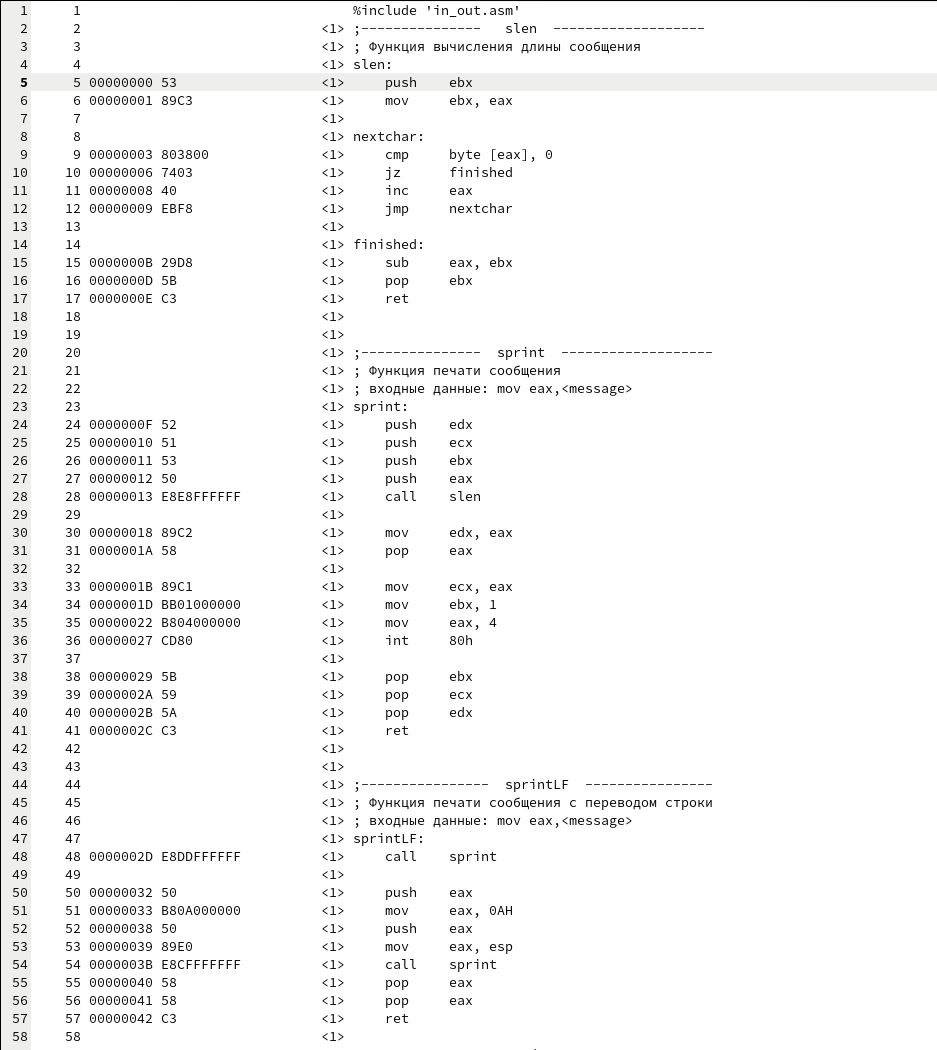 1 1 %include 'in_out.asm'
2 2 <1> ;--------------- slen -------------------
3 3 <1> ; Функция вычисления длины сообщения
4 4 <1> slen:
5 5 00000000 53 <1> push ebx
6 6 00000001 89C3 <1> mov ebx, eax
7 7 <1>
8 8 <1> nextchar:
9 9 00000003 803800 <1> cmp byte [eax], 0
10 10 00000006 7403 <1> jz finished
11 11 00000008 40 <1> inc eax
12 12 00000009 EBF8 <1> jmp nextchar
13 13 <1>
14 14 <1> finished:
15 15 0000000B 29D8 <1> sub eax, ebx
16 16 0000000D 5B <1> pop ebx
17 17 0000000E C3 <1> ret
18 18 <1>
19 19 <1>
20 20 <1> ;--------------- sprint -------------------
21 21 <1> ; Функция печати сообщения
22 22 <1> ; входные данные: mov eax,<message>
23 23 <1> sprint:
24 24 0000000F 52 <1> push edx
25 25 00000010 51 <1> push ecx
26 26 00000011 53 <1> push ebx
27 27 00000012 50 <1> push eax
28 28 00000013 E8E8FFFFFF <1> call slen
29 29 <1>
30 30 00000018 89C2 <1> mov edx, eax
31 31 0000001A 58 <1> pop eax
32 32 <1>
33 33 0000001B 89C1 <1> mov ecx, eax
34 34 0000001D BB01000000 <1> mov ebx, 1
35 35 00000022 B804000000 <1> mov eax, 4
36 36 00000027 CD80 <1> int 80h
37 37 <1>
38 38 00000029 5B <1> pop ebx
39 39 0000002A 59 <1> pop ecx
40 40 0000002B 5A <1> pop edx
41 41 0000002C C3 <1> ret
42 42 <1>
43 43 <1>
44 44 <1> ;---------------- sprintLF ----------------
45 45 <1> ; Функция печати сообщения с переводом строки
46 46 <1> ; входные данные: mov eax,<message>
47 47 <1> sprintLF:
48 48 0000002D E8DDFFFFFF <1> call sprint
49 49 <1>
50 50 00000032 50 <1> push eax
51 51 00000033 B80A000000 <1> mov eax, 0AH
52 52 00000038 50 <1> push eax
53 53 00000039 89E0 <1> mov eax, esp
54 54 0000003B E8CFFFFFFF <1> call sprint
55 55 00000040 58 <1> pop eax
56 56 00000041 58 <1> pop eax
57 57 00000042 C3 <1> ret
58 58 <1>